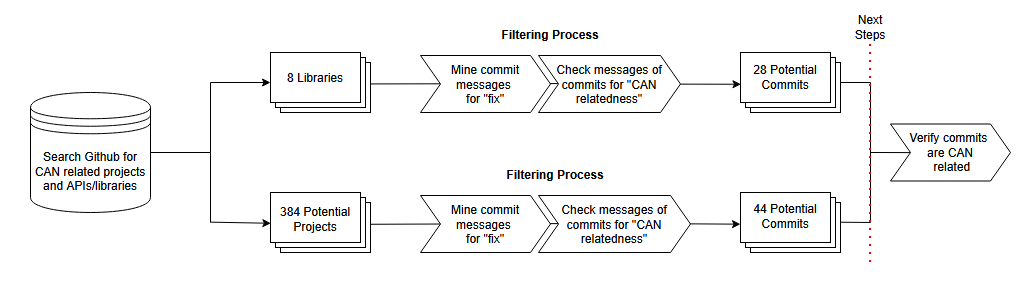 Next
Steps
Filtering Process
8 Libraries
Mine commit
messages
for "fix"
Check messages of
commits for "CAN
relatedness"
28 Potential
Commits
Search Github for
CAN related projects
and APIs/libraries
Verify commits
are CAN
related
Filtering Process
384 Potential
Projects
Mine commit
messages
for "fix"
Check messages of
commits for "CAN
relatedness"
44 Potential
Commits